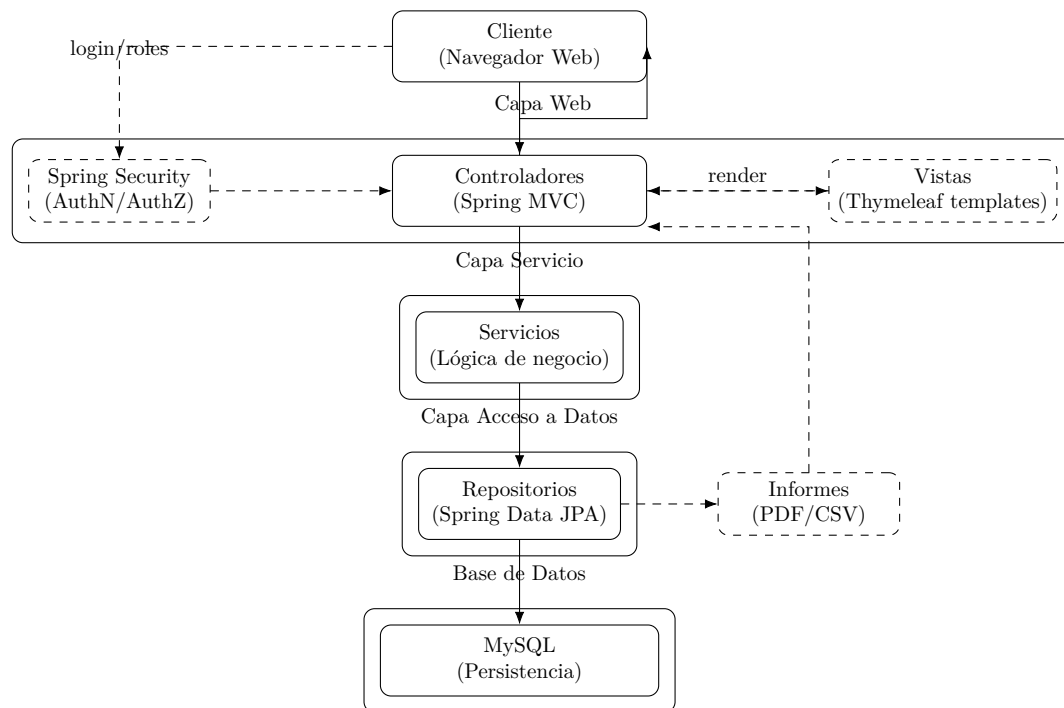 Cliente
(Navegador Web)
login/roles
Capa Web
Spring Security
(AuthN/AuthZ)
Controladores
(Spring MVC)
render
Vistas
(Thymeleaf templates)
Capa Servicio
Servicios
(Lógica de negocio)
Capa Acceso a Datos
Repositorios
(Spring Data JPA)
Informes
(PDF/CSV)
Base de Datos
MySQL
(Persistencia)